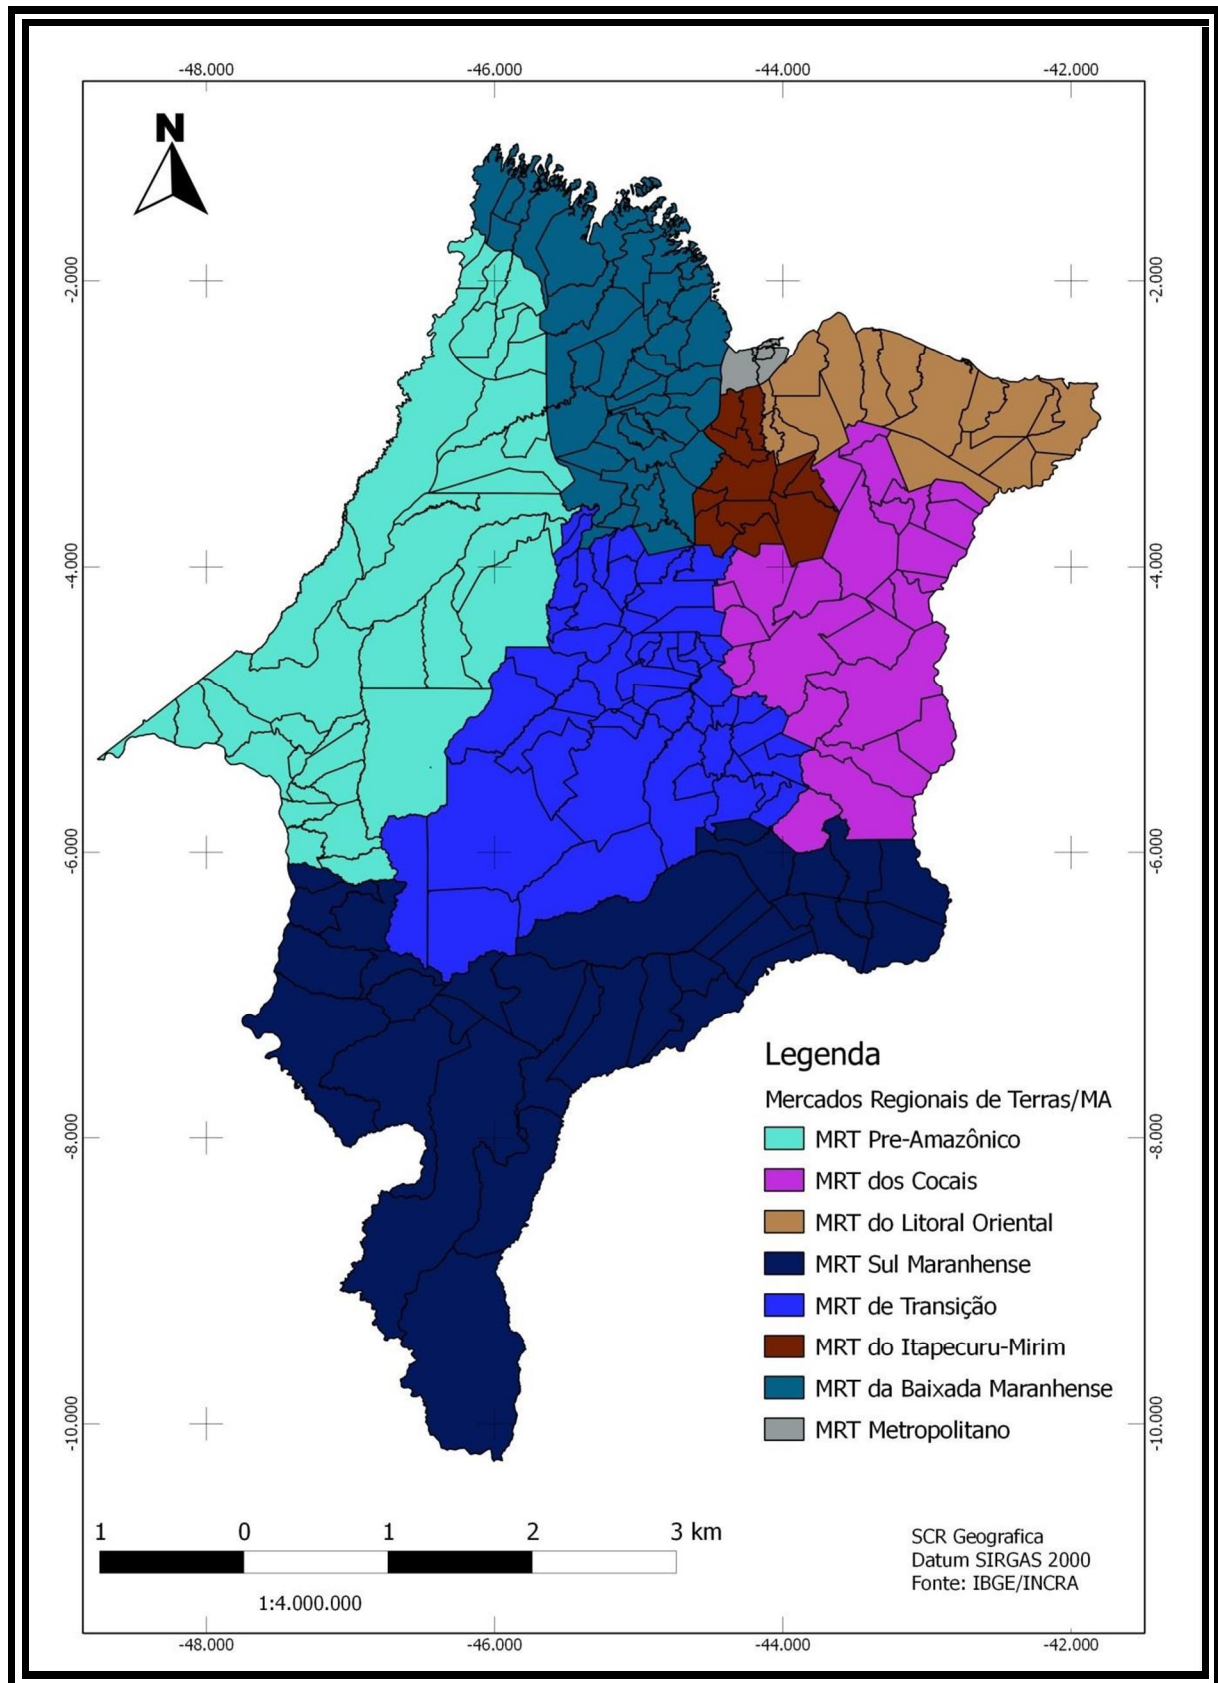 -48.000 -46.000 -44.000 -42.000
N
-2.000 -2.000
-4.000 -4.000
-6.000 -6.000
Legenda
Mercados Regionais de Terras/MA
MRT Pre-Amazônico
-8.000 -8.000
MRT dos Cocais
MRT do Litoral Oriental
MRT Sul Maranhense
MRT de Transição
MRT do Itapecuru-Mirim
MRT da Baixada Maranhense
-10.000 -10.000
MRT Metropolitano
1 0 1 2 3 km
1:4.000.000
SCR Geografica
Datum SIRGAS 2000
Fonte: IBGE/INCRA
-48.000 -46.000 -44.000 -42.000